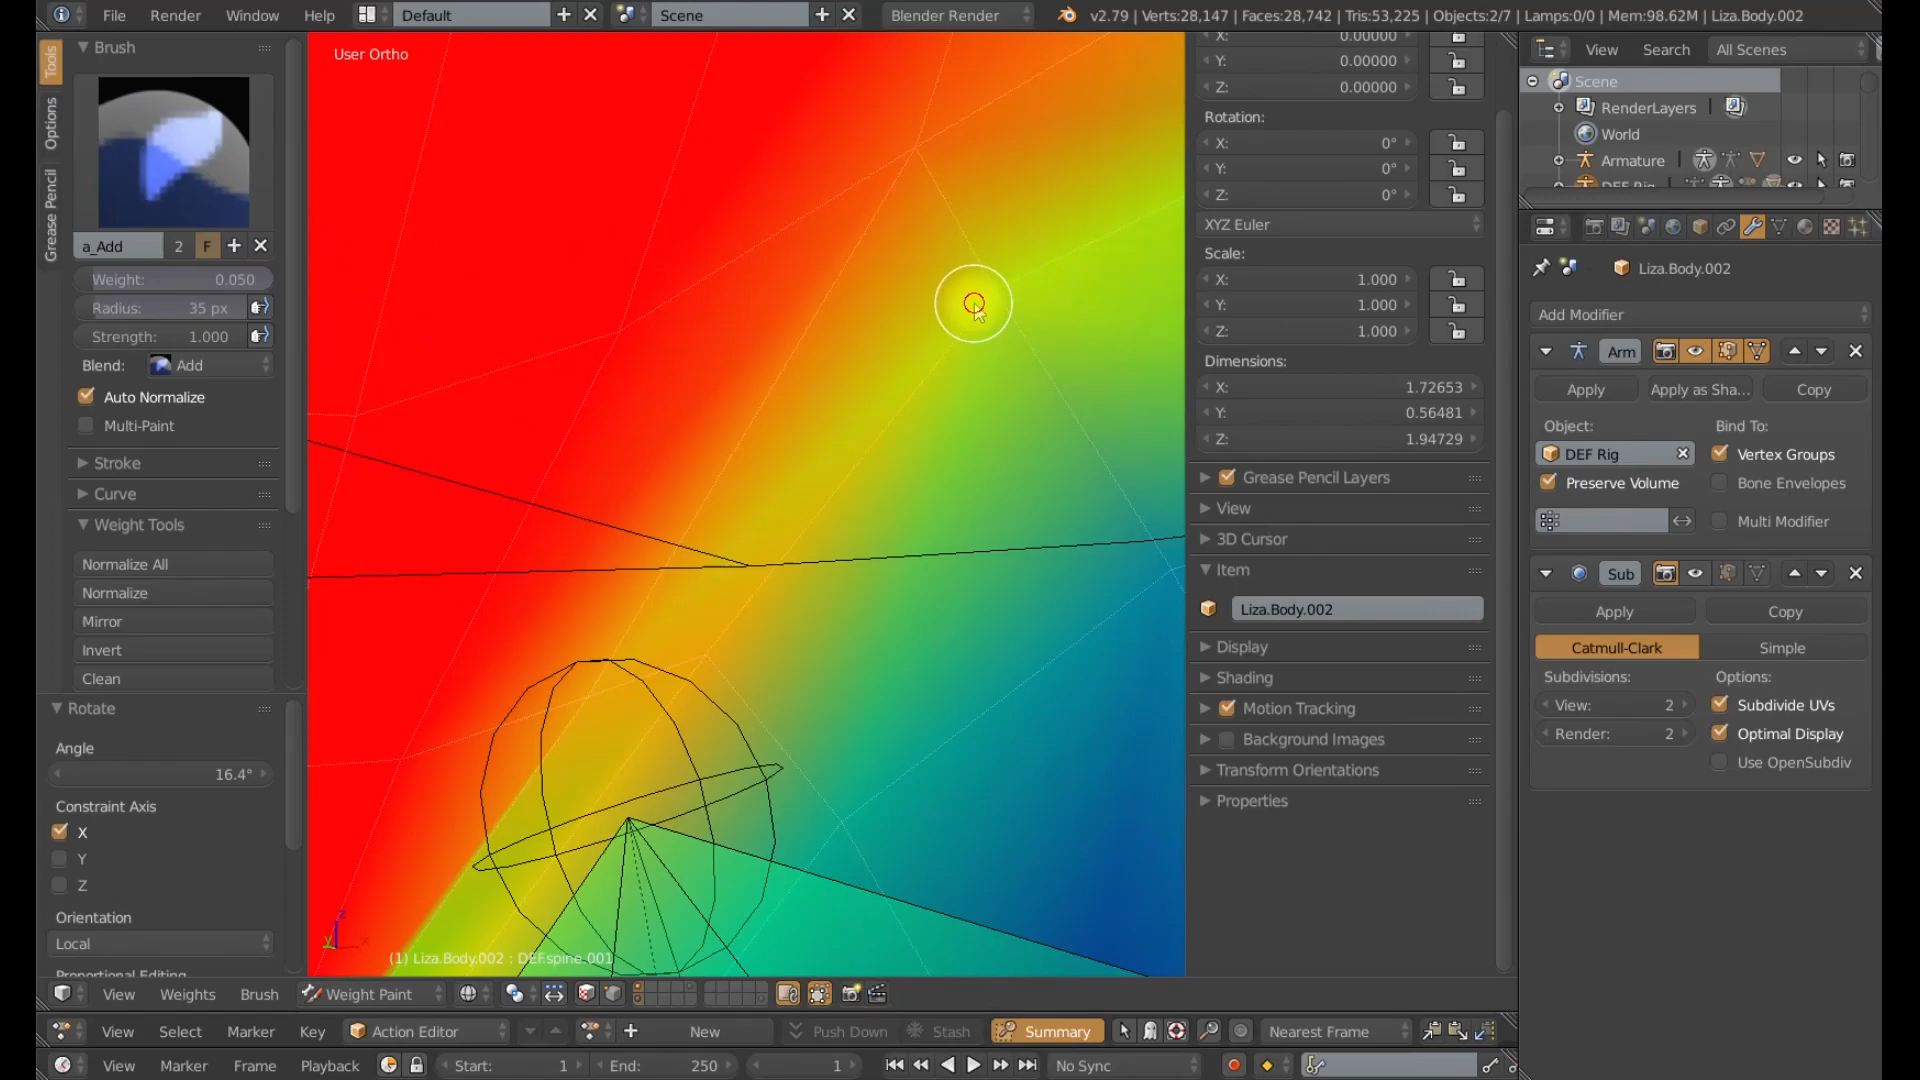 File Render Window Help Default Scene Blender Render v2.79 | Verts:28,147 | Faces:28,742 | Tris:53,225 | Objects:2/7 | Lamps:0/0 | Mem:98.62M | Liza.Body.002
Tools
Options
Grease Pencil
Brush
a_Add 2 F
Weight: 0.050
Radius: 35 px
Strength: 1.000
Blend: Add
Auto Normalize
Multi-Paint
Stroke
Curve
Weight Tools
Normalize All
Normalize
Mirror
Invert
Clean
Rotate
Angle
16.4°
Constraint Axis
X
Y
Z
Orientation
Local
Proportional Editing
User Ortho
(1) Liza.Body.002 : DEFspine.001
X: 0.00000
Y: 0.00000
Z: 0.00000
Rotation:
X: 0°
Y: 0°
Z: 0°
XYZ Euler
Scale:
X: 1.000
Y: 1.000
Z: 1.000
Dimensions:
X: 1.72653
Y: 0.56481
Z: 1.94729
Grease Pencil Layers
View
3D Cursor
Item
Liza.Body.002
Display
Shading
Motion Tracking
Background Images
Transform Orientations
Properties
View Search All Scenes
Scene
RenderLayers
World
Armature
DEF Rig
Liza.Body.002
Add Modifier
Arm
Apply Apply as Sha... Copy
Object: Bind To:
DEF Rig Vertex Groups
Preserve Volume Bone Envelopes
Multi Modifier
Sub
Apply Copy
Catmull-Clark Simple
Subdivisions: Options:
View: 2 Subdivide UVs
Render: 2 Optimal Display
Use OpenSubdiv
View Weights Brush Weight Paint
View Select Marker Key Action Editor New Push Down Stash Summary Nearest Frame
View Marker Frame Playback Start: 1 End: 250 1 No Sync